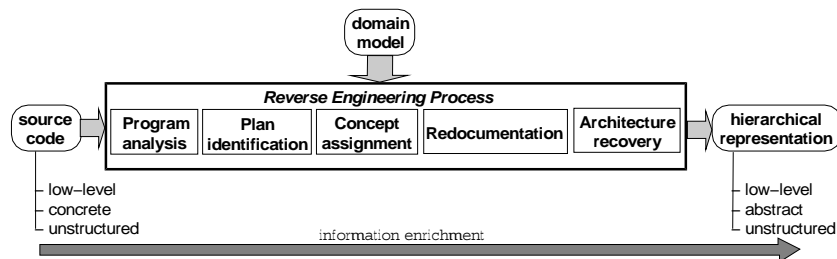 domain
model
Reverse Engineering Process
source
code
Program
analysis
Plan
identification
Concept
assignment
Redocumentation
Architecture
recovery
hierarchical
representation
low-level
concrete
unstructured
low-level
abstract
unstructured
information enrichment